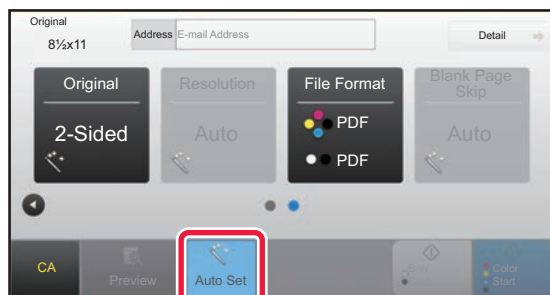 Original
8½x11
Address E-mail Address
Detail
Original
2-Sided
Resolution
Auto
File Format
PDF
PDF
Blank Page
Skip
Auto
CA
Preview
Auto Set
B/W
Start
Color
Start